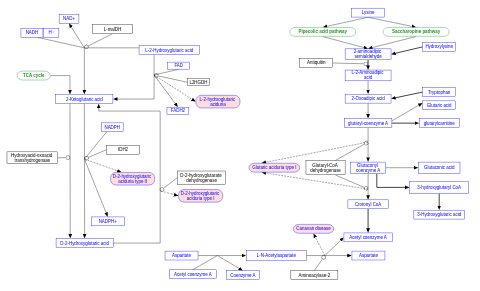 NAD+
NADH
H-
L-malDH
L-2-Hydroxyglutaric acid
FAD
TCA cycle
L2HGDH
2-Ketoglutaric acid
L-2-hydroxyglutaric
aciduria
FADH2
NADPH
Hydroxyacid-oxoacid
transhydrogenase
IDH2
D-2-hydroxyglutaric
aciduria type II
D-2-hydroxyglutarate
dehydrogenase
D-2-hydroxyglutaric
aciduria type I
NADPH+
D-2-Hydroxyglutaric acid
Lysine
Pipecolic acid pathway
Saccharopine pathway
Hydroxylysine
2-aminoadipic
semialdehyde
Antiquitin
L-2-Aminoadipic
acid
Tryptophan
2-Oxoadipic acid
Glutaric acid
glutaryl-coenzyme A
glutarylcarnitine
Glutaric aciduria type I
Glutaryl-CoA
dehydrogenase
Glutaconyl
coenzyme A
Glutaconic acid
3-hydroxyglutaryl CoA
Crotonyl CoA
3-Hydroxyglutaric acid
Canavan disease
Acetyl coenzyme A
Aspartate
L-N-Acetylaspartate
Aspartate
Acetyl coenzyme A
Coenzyme A
Aminoacylase-2